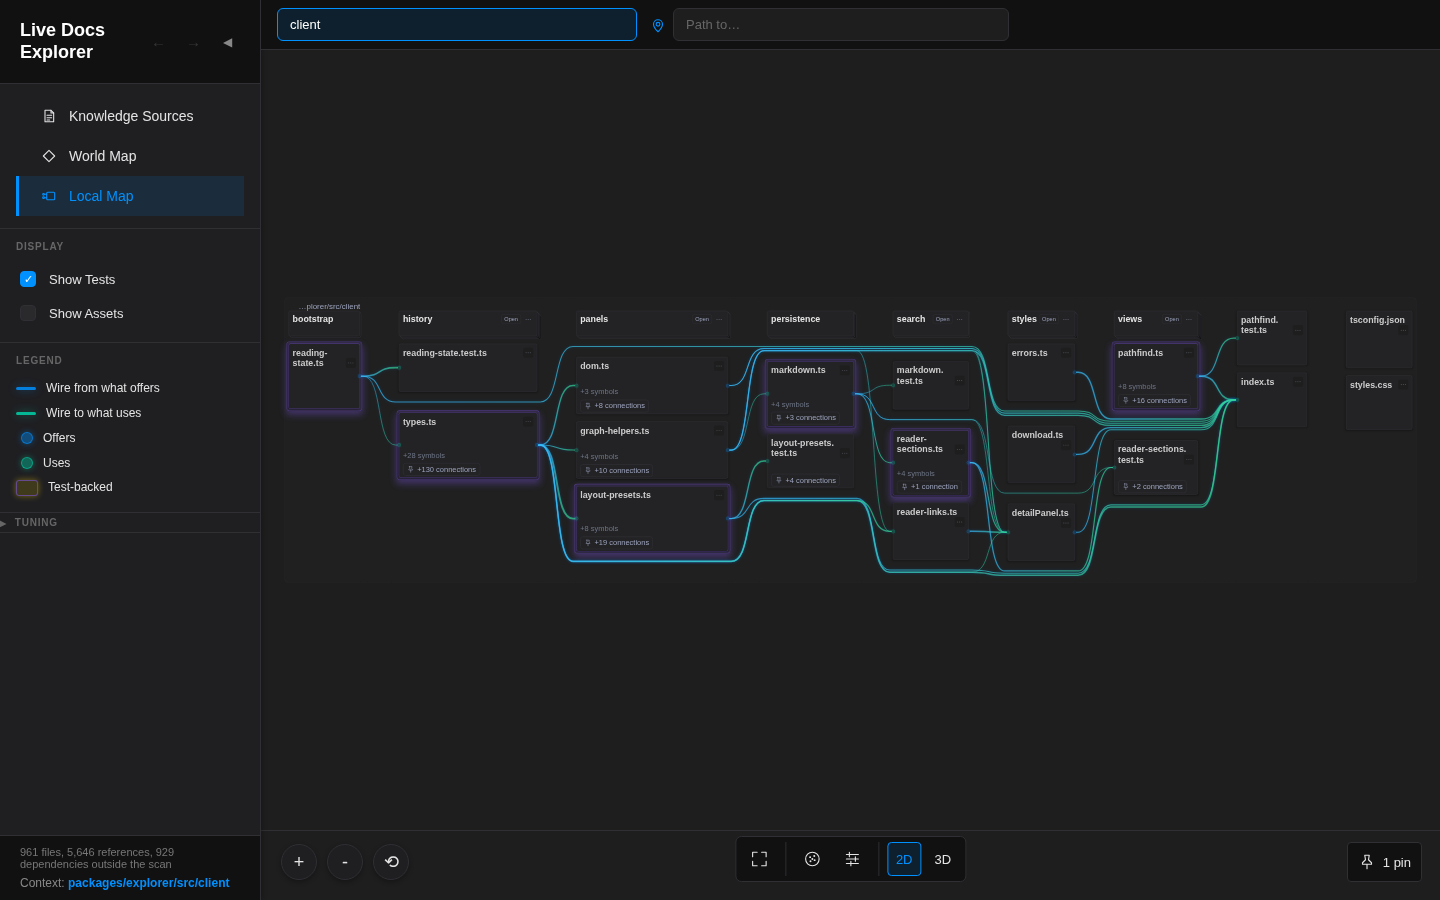 Live Docs
Explorer
← → ◀
client
Path to…
Knowledge Sources
World Map
Local Map
DISPLAY
✓ Show Tests
Show Assets
LEGEND
Wire from what offers
Wire to what uses
Offers
Uses
Test-backed
▶ TUNING
961 files, 5,646 references, 929
dependencies outside the scan
Context: packages/explorer/src/client
…plorer/src/client
bootstrap
reading-
state.ts
history Open ...
reading-state.test.ts
types.ts
+28 symbols
+130 connections
panels Open ...
dom.ts
+3 symbols
+8 connections
graph-helpers.ts
+4 symbols
+10 connections
layout-presets.ts
+8 symbols
+19 connections
persistence
markdown.ts
+4 symbols
+3 connections
layout-presets.
test.ts
+4 connections
search Open ...
markdown.
test.ts
reader-
sections.ts
+4 symbols
+1 connection
reader-links.ts
styles Open ...
errors.ts
download.ts
detailPanel.ts
views Open ...
pathfind.ts
+8 symbols
+16 connections
reader-sections.
test.ts
+2 connections
pathfind.
test.ts
index.ts
tsconfig.json
styles.css
+
-
⟲
2D
3D
1 pin